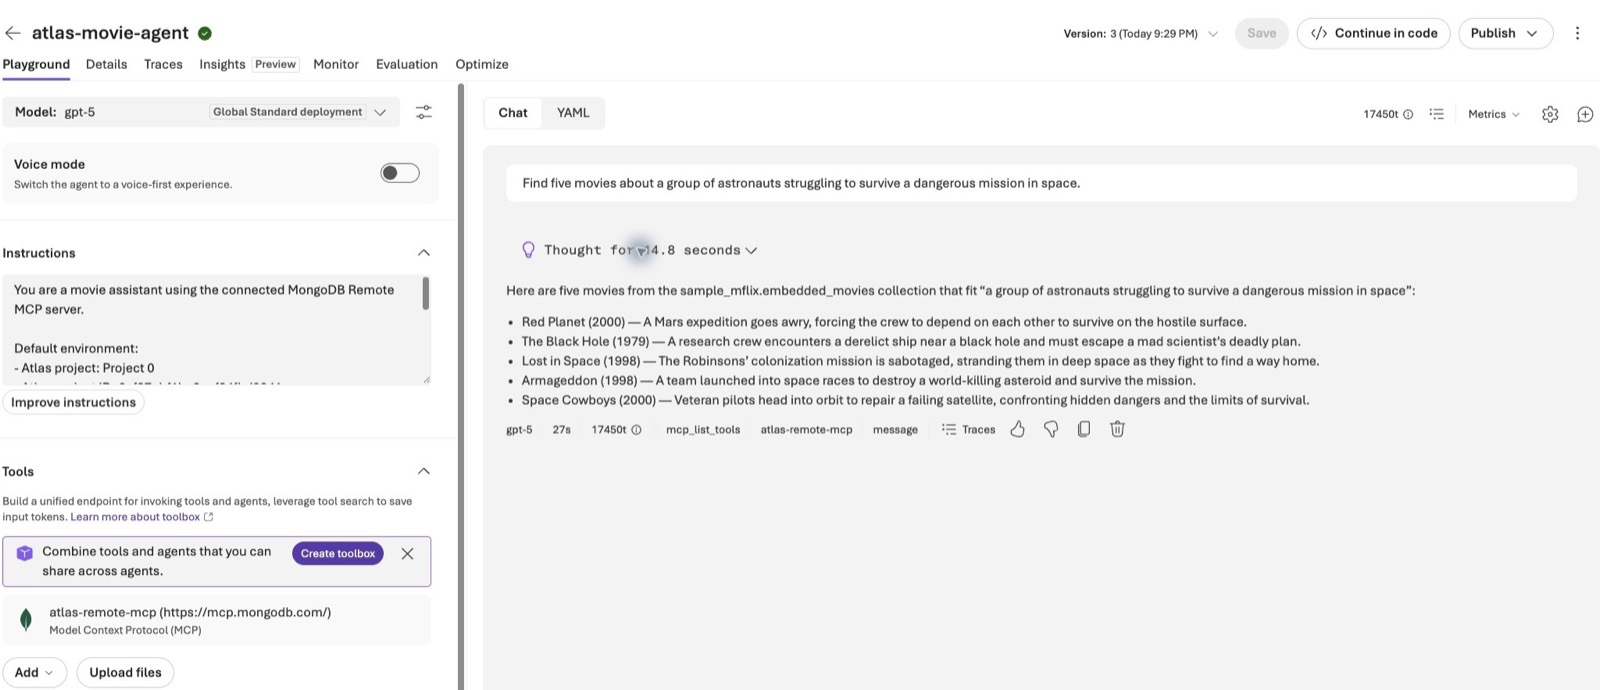 atlas-movie-agent
Version: 3 (Today 9:29 PM)
Save
Continue in code
Publish
Playground
Details
Traces
Insights
Preview
Monitor
Evaluation
Optimize
Model: gpt-5
Global Standard deployment
Chat
YAML
17450t
Metrics
Voice mode
Switch the agent to a voice-first experience.
Instructions
You are a movie assistant using the connected MongoDB Remote
MCP server.
Default environment:
- Atlas project: Project 0
Improve instructions
Tools
Build a unified endpoint for invoking tools and agents, leverage tool search to save
input tokens. Learn more about toolbox
Combine tools and agents that you can
share across agents.
Create toolbox
atlas-remote-mcp (https://mcp.mongodb.com/)
Model Context Protocol (MCP)
Add
Upload files
Find five movies about a group of astronauts struggling to survive a dangerous mission in space.
Thought for 14.8 seconds
Here are five movies from the sample_mflix.embedded_movies collection that fit “a group of astronauts struggling to survive a dangerous mission in space”:
• Red Planet (2000) — A Mars expedition goes awry, forcing the crew to depend on each other to survive on the hostile surface.
• The Black Hole (1979) — A research crew encounters a derelict ship near a black hole and must escape a mad scientist’s deadly plan.
• Lost in Space (1998) — The Robinsons’ colonization mission is sabotaged, stranding them in deep space as they fight to find a way home.
• Armageddon (1998) — A team launched into space races to destroy a world-killing asteroid and survive the mission.
• Space Cowboys (2000) — Veteran pilots head into orbit to repair a failing satellite, confronting hidden dangers and the limits of survival.
gpt-5
27s
17450t
mcp_list_tools
atlas-remote-mcp
message
Traces